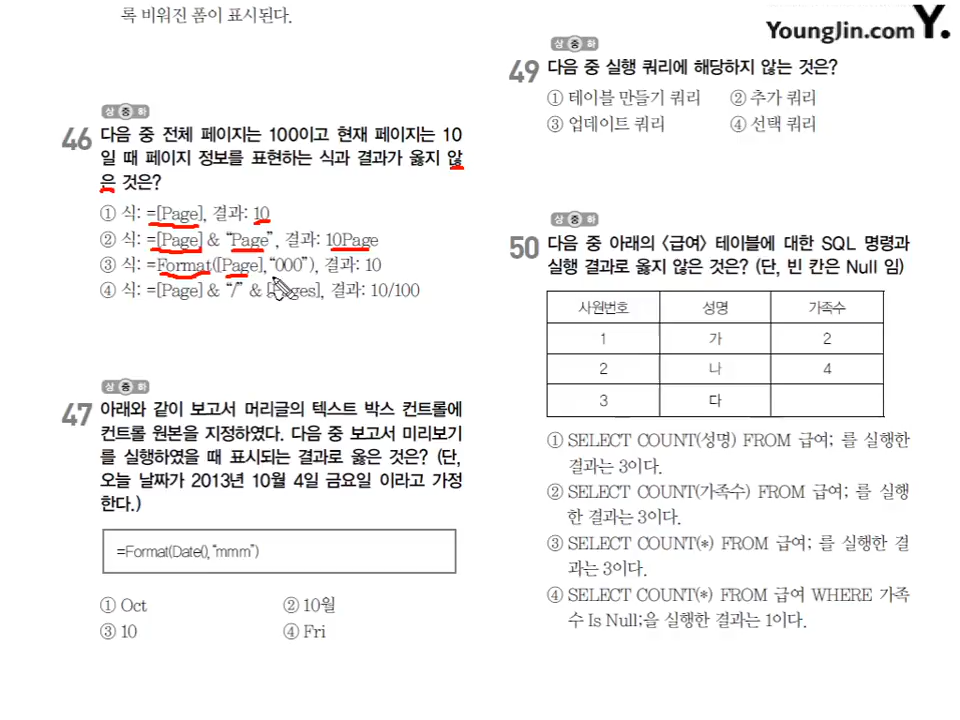 록 비워진 폼이 표시된다.
YoungJin.com Y.
상 중 하
46 다음 중 전체 페이지는 100이고 현재 페이지는 10
일 때 페이지 정보를 표현하는 식과 결과가 옳지 않
은 것은?
① 식: =[Page], 결과: 10
② 식: =[Page] & “Page”, 결과: 10Page
③ 식: =Format([Page],“000”), 결과: 10
④ 식: =[Page] & “/” & [Pages], 결과: 10/100
상 중 하
47 아래와 같이 보고서 머리글의 텍스트 박스 컨트롤에
컨트롤 원본을 지정하였다. 다음 중 보고서 미리보기
를 실행하였을 때 표시되는 결과로 옳은 것은? (단,
오늘 날짜가 2013년 10월 4일 금요일 이라고 가정
한다.)
=Format(Date(), “mmm”)
① Oct ② 10월
③ 10 ④ Fri
상 중 하
49 다음 중 실행 쿼리에 해당하지 않는 것은?
① 테이블 만들기 쿼리 ② 추가 쿼리
③ 업데이트 쿼리 ④ 선택 쿼리
상 중 하
50 다음 중 아래의 〈급여〉 테이블에 대한 SQL 명령과
실행 결과로 옳지 않은 것은? (단, 빈 칸은 Null 임)
사원번호 성명 가족수
1 가 2
2 나 4
3 다
① SELECT COUNT(성명) FROM 급여; 를 실행한
결과는 3이다.
② SELECT COUNT(가족수) FROM 급여; 를 실행
한 결과는 3이다.
③ SELECT COUNT(*) FROM 급여; 를 실행한 결
과는 3이다.
④ SELECT COUNT(*) FROM 급여 WHERE 가족
수 Is Null;을 실행한 결과는 1이다.